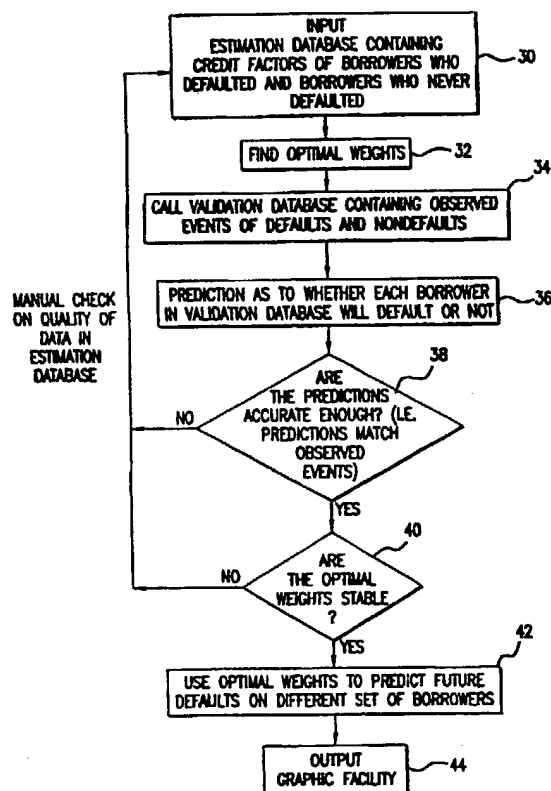 INPUT
ESTIMATION DATABASE CONTAINING
CREDIT FACTORS OF BORROWERS WHO
DEFAULTED AND BORROWERS WHO NEVER
DEFAULTED
30
FIND OPTIMAL WEIGHTS
32
34
CALL VALIDATION DATABASE CONTAINING OBSERVED
EVENTS OF DEFAULTS AND NONDEFAULTS
PREDICTION AS TO WHETHER EACH BORROWER
IN VALIDATION DATABASE WILL DEFAULT OR NOT
36
MANUAL CHECK
ON QUALITY OF
DATA IN
ESTIMATION
DATABASE
38
ARE
THE PREDICTIONS
ACCURATE ENOUGH? (I.E.
PREDICTIONS MATCH
OBSERVED
EVENTS)
NO
YES
40
ARE
THE OPTIMAL
WEIGHTS STABLE
?
NO
YES
42
USE OPTIMAL WEIGHTS TO PREDICT FUTURE
DEFAULTS ON DIFFERENT SET OF BORROWERS
OUTPUT
GRAPHIC FACILITY
44